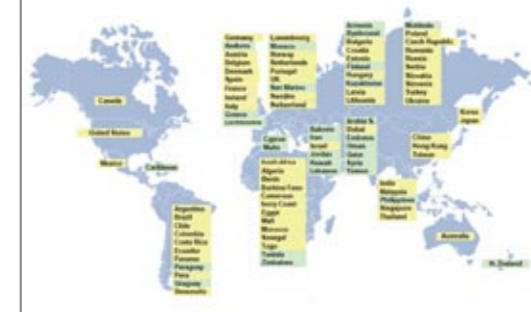 Germany
Andorra
Austria
Belgium
Denmark
Spain
France
Ireland
Italy
Greece
Liechtenstein
Luxembourg
Monaco
Norway
Netherlands
Portugal
UK
San Marino
Sweden
Switzerland
Armenia
Byelorussia
Bulgaria
Croatia
Estonia
Finland
Hungary
Kazakhstan
Latvia
Lithuania
Moldavia
Poland
Czech Republic
Rumania
Russia
Serbia
Slovakia
Slovenia
Turkey
Ukraine
Canada
United States
Mexico
Caribbean
Cyprus
Malta
Bahrein
Iran
Israel
Jordan
Kuwait
Lebanon
Arabia S.
Dubai
Emirates
Oman
Qatar
Syria
Yemen
Korea
Japan
China
Hong Kong
Taiwan
South Africa
Algeria
Benin
Burkina Faso
Cameroon
Ivory Coast
Egypt
Mali
Morocco
Senegal
Togo
Tunisia
Zimbabwe
India
Malaysia
Philippines
Singapore
Thailand
Argentina
Brazil
Chile
Colombia
Costa Rica
Ecuador
Panama
Paraguay
Peru
Uruguay
Venezuela
Australia
N. Zealand